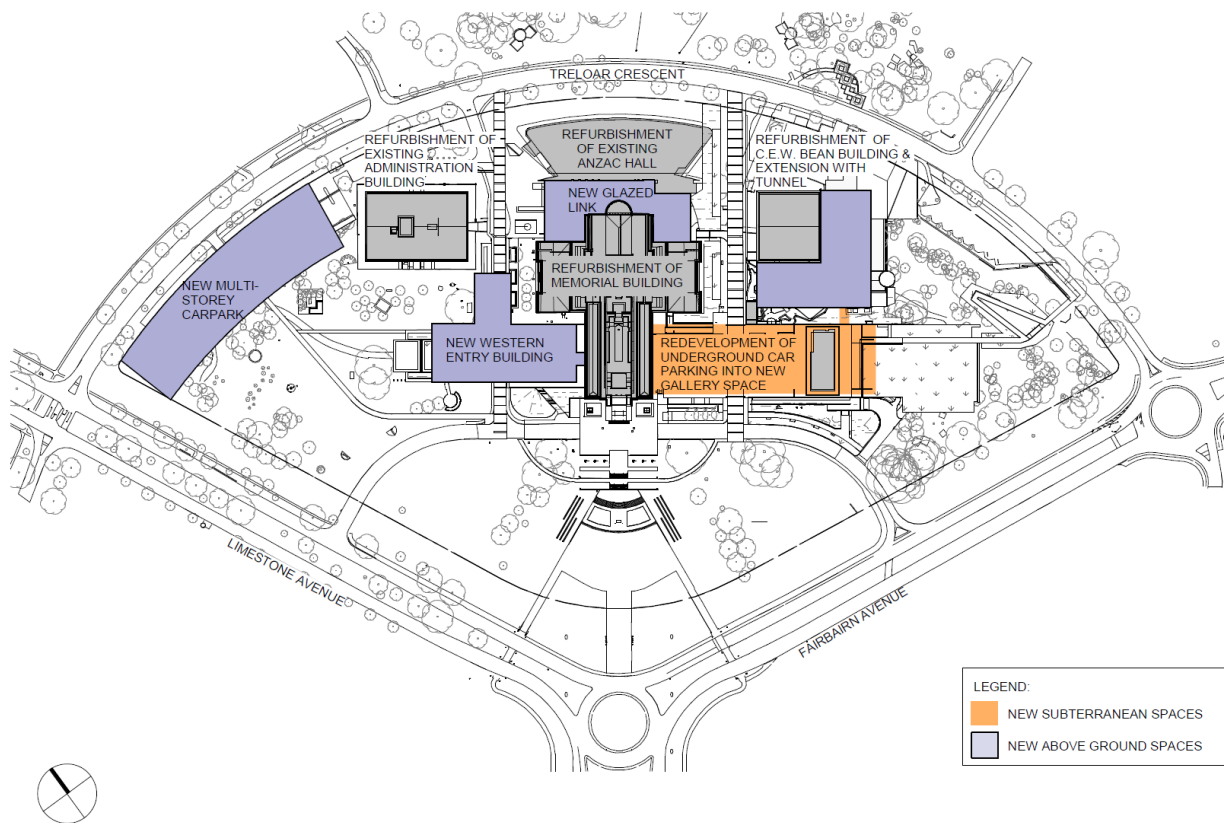 TRELOAR CRESCENT
REFURBISHMENT OF
EXISTING
ADMINISTRATION
BUILDING
REFURBISHMENT
OF EXISTING
ANZAC HALL
REFURBISHMENT OF
C.E.W. BEAN BUILDING &
EXTENSION WITH
TUNNEL
NEW GLAZED
LINK
REFURBISHMENT OF
MEMORIAL BUILDING
NEW MULTI-
STOREY
CARPARK
NEW WESTERN
ENTRY BUILDING
REDEVELOPMENT OF
UNDERGROUND CAR
PARKING INTO NEW
GALLERY SPACE
LIMESTONE AVENUE
FAIRBAIRN AVENUE
LEGEND:
NEW SUBTERRANEAN SPACES
NEW ABOVE GROUND SPACES